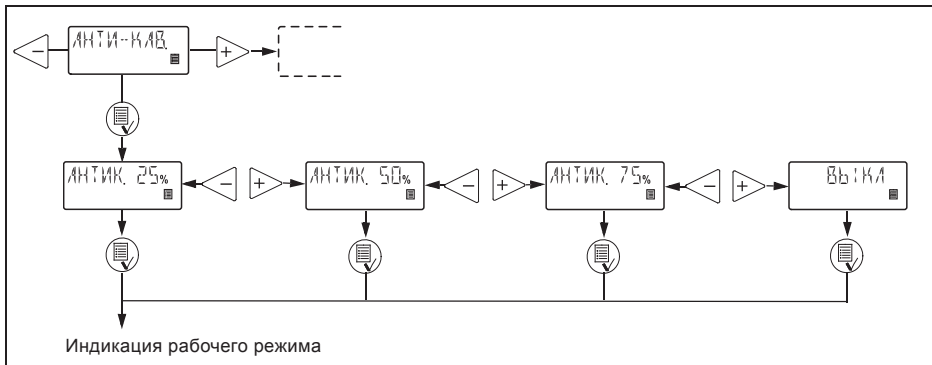 АНТИ-КАВ.
АНТИК. 25%
АНТИК. 50%
АНТИК. 75%
ВЫКЛ
Индикация рабочего режима